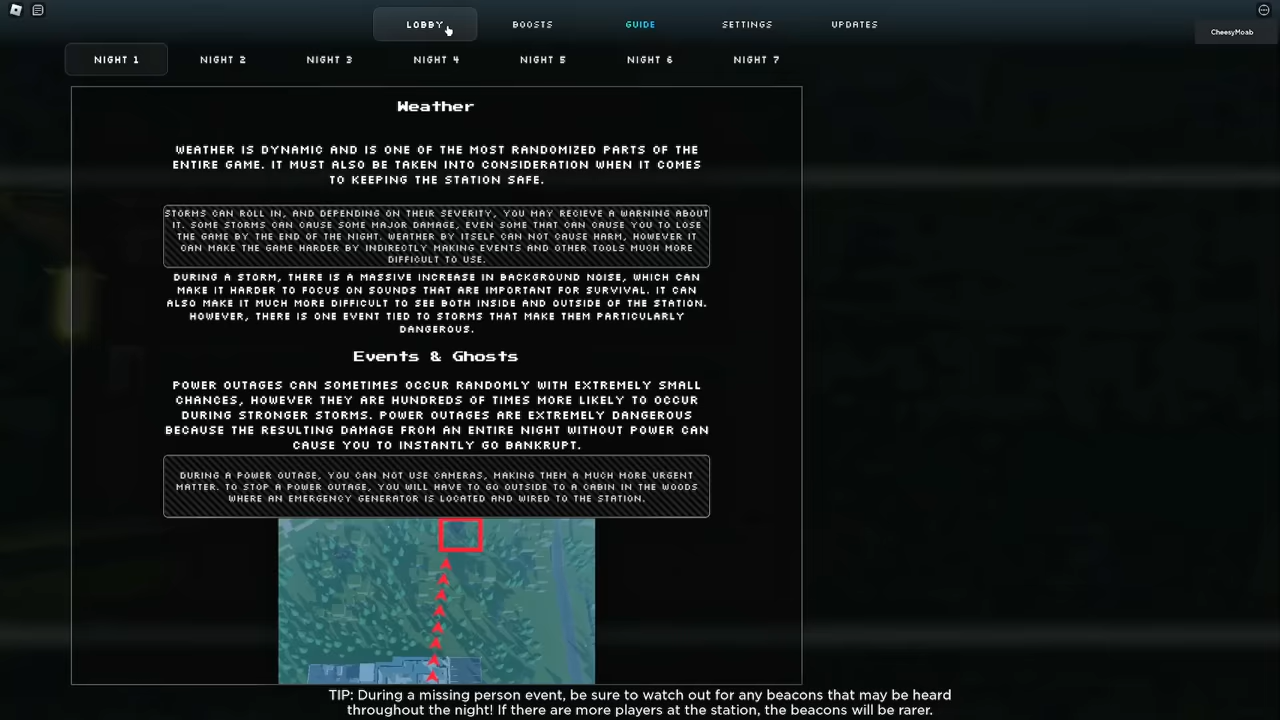 LOBBY
BOOSTS
GUIDE
SETTINGS
UPDATES
CheesyMoab
NIGHT 1
NIGHT 2
NIGHT 3
NIGHT 4
NIGHT 5
NIGHT 6
NIGHT 7
Weather
WEATHER IS DYNAMIC AND IS ONE OF THE MOST RANDOMIZED PARTS OF THE
ENTIRE GAME. IT MUST ALSO BE TAKEN INTO CONSIDERATION WHEN IT COMES
TO KEEPING THE STATION SAFE.
STORMS CAN ROLL IN, AND DEPENDING ON THEIR SEVERITY, YOU MAY RECIEVE A WARNING ABOUT
IT. SOME STORMS CAN CAUSE SOME MAJOR DAMAGE, EVEN SOME THAT CAN CAUSE YOU TO LOSE
THE GAME BY THE END OF THE NIGHT. WEATHER BY ITSELF CAN NOT CAUSE HARM, HOWEVER IT
CAN MAKE THE GAME HARDER BY INDIRECTLY MAKING EVENTS AND OTHER TOOLS MUCH MORE
DIFFICULT TO USE.
DURING A STORM, THERE IS A MASSIVE INCREASE IN BACKGROUND NOISE, WHICH CAN
MAKE IT HARDER TO FOCUS ON SOUNDS THAT ARE IMPORTANT FOR SURVIVAL. IT CAN
ALSO MAKE IT MUCH MORE DIFFICULT TO SEE BOTH INSIDE AND OUTSIDE OF THE STATION.
HOWEVER, THERE IS ONE EVENT TIED TO STORMS THAT MAKE THEM PARTICULARLY
DANGEROUS.
Events & Ghosts
POWER OUTAGES CAN SOMETIMES OCCUR RANDOMLY WITH EXTREMELY SMALL
CHANCES, HOWEVER THEY ARE HUNDREDS OF TIMES MORE LIKELY TO OCCUR
DURING STRONGER STORMS. POWER OUTAGES ARE EXTREMELY DANGEROUS
BECAUSE THE RESULTING DAMAGE FROM AN ENTIRE NIGHT WITHOUT POWER CAN
CAUSE YOU TO INSTANTLY GO BANKRUPT.
DURING A POWER OUTAGE, YOU CAN NOT USE CAMERAS, MAKING THEM A MUCH MORE URGENT
MATTER. TO STOP A POWER OUTAGE, YOU WILL HAVE TO GO OUTSIDE TO A CABIN IN THE WOODS
WHERE AN EMERGENCY GENERATOR IS LOCATED AND WIRED TO THE STATION.
TIP: During a missing person event, be sure to watch out for any beacons that may be heard
throughout the night! If there are more players at the station, the beacons will be rarer.